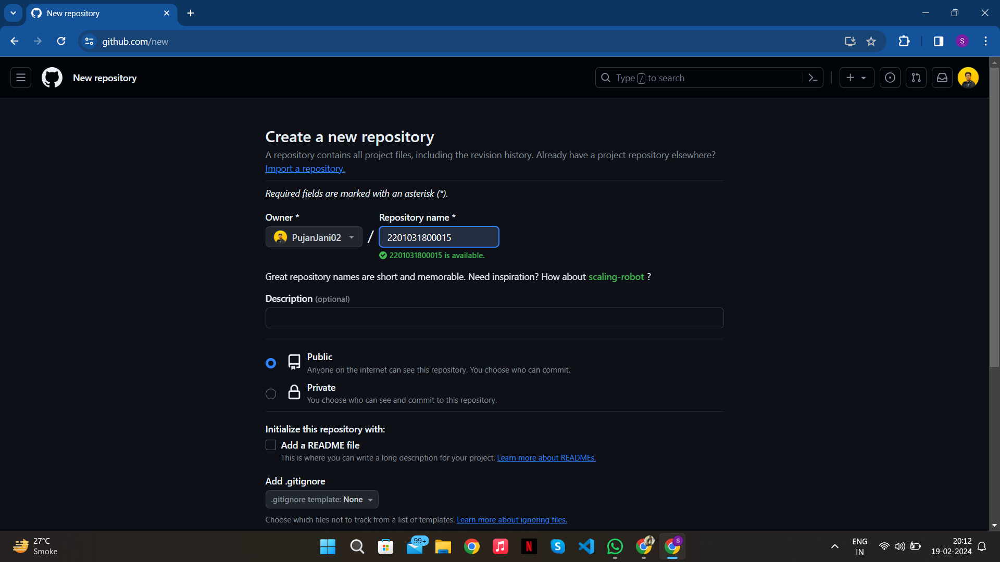 New repository
github.com/new
S
New repository
Type / to search
Create a new repository
A repository contains all project files, including the revision history. Already have a project repository elsewhere?
Import a repository.
Required fields are marked with an asterisk (*).
Owner *
Repository name *
PujanJani02
/
2201031800015
2201031800015 is available.
Great repository names are short and memorable. Need inspiration? How about scaling-robot ?
Description (optional)
Public
Anyone on the internet can see this repository. You choose who can commit.
Private
You choose who can see and commit to this repository.
Initialize this repository with:
Add a README file
This is where you can write a long description for your project. Learn more about READMEs.
Add .gitignore
.gitignore template: None
Choose which files not to track from a list of templates. Learn more about ignoring files.
27°C
Smoke
99+
N
S
S
ENG
IN
20:12
19-02-2024